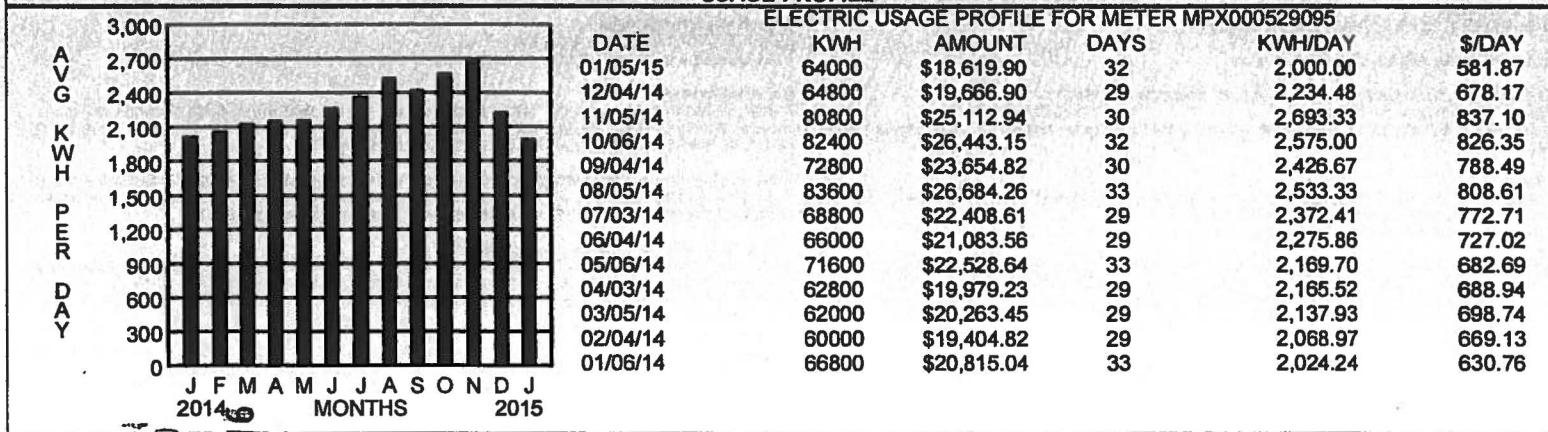 ELECTRIC USAGE PROFILE FOR METER MPX000529095
AVG KWH PER DAY
3,000
2,700
2,400
2,100
1,800
1,500
1,200
900
600
300
0
J F M A M J J A S O N D J
2014 MONTHS 2015
DATE KWH AMOUNT DAYS KWH/DAY $/DAY
01/05/15 64000 $18,619.90 32 2,000.00 581.87
12/04/14 64800 $19,666.90 29 2,234.48 678.17
11/05/14 80800 $25,112.94 30 2,693.33 837.10
10/06/14 82400 $26,443.15 32 2,575.00 826.35
09/04/14 72800 $23,654.82 30 2,426.67 788.49
08/05/14 83600 $26,684.26 33 2,533.33 808.61
07/03/14 68800 $22,408.61 29 2,372.41 772.71
06/04/14 66000 $21,083.56 29 2,275.86 727.02
05/06/14 71600 $22,528.64 33 2,169.70 682.69
04/03/14 62800 $19,979.23 29 2,165.52 688.94
03/05/14 62000 $20,263.45 29 2,137.93 698.74
02/04/14 60000 $19,404.82 29 2,068.97 669.13
01/06/14 66800 $20,815.04 33 2,024.24 630.76